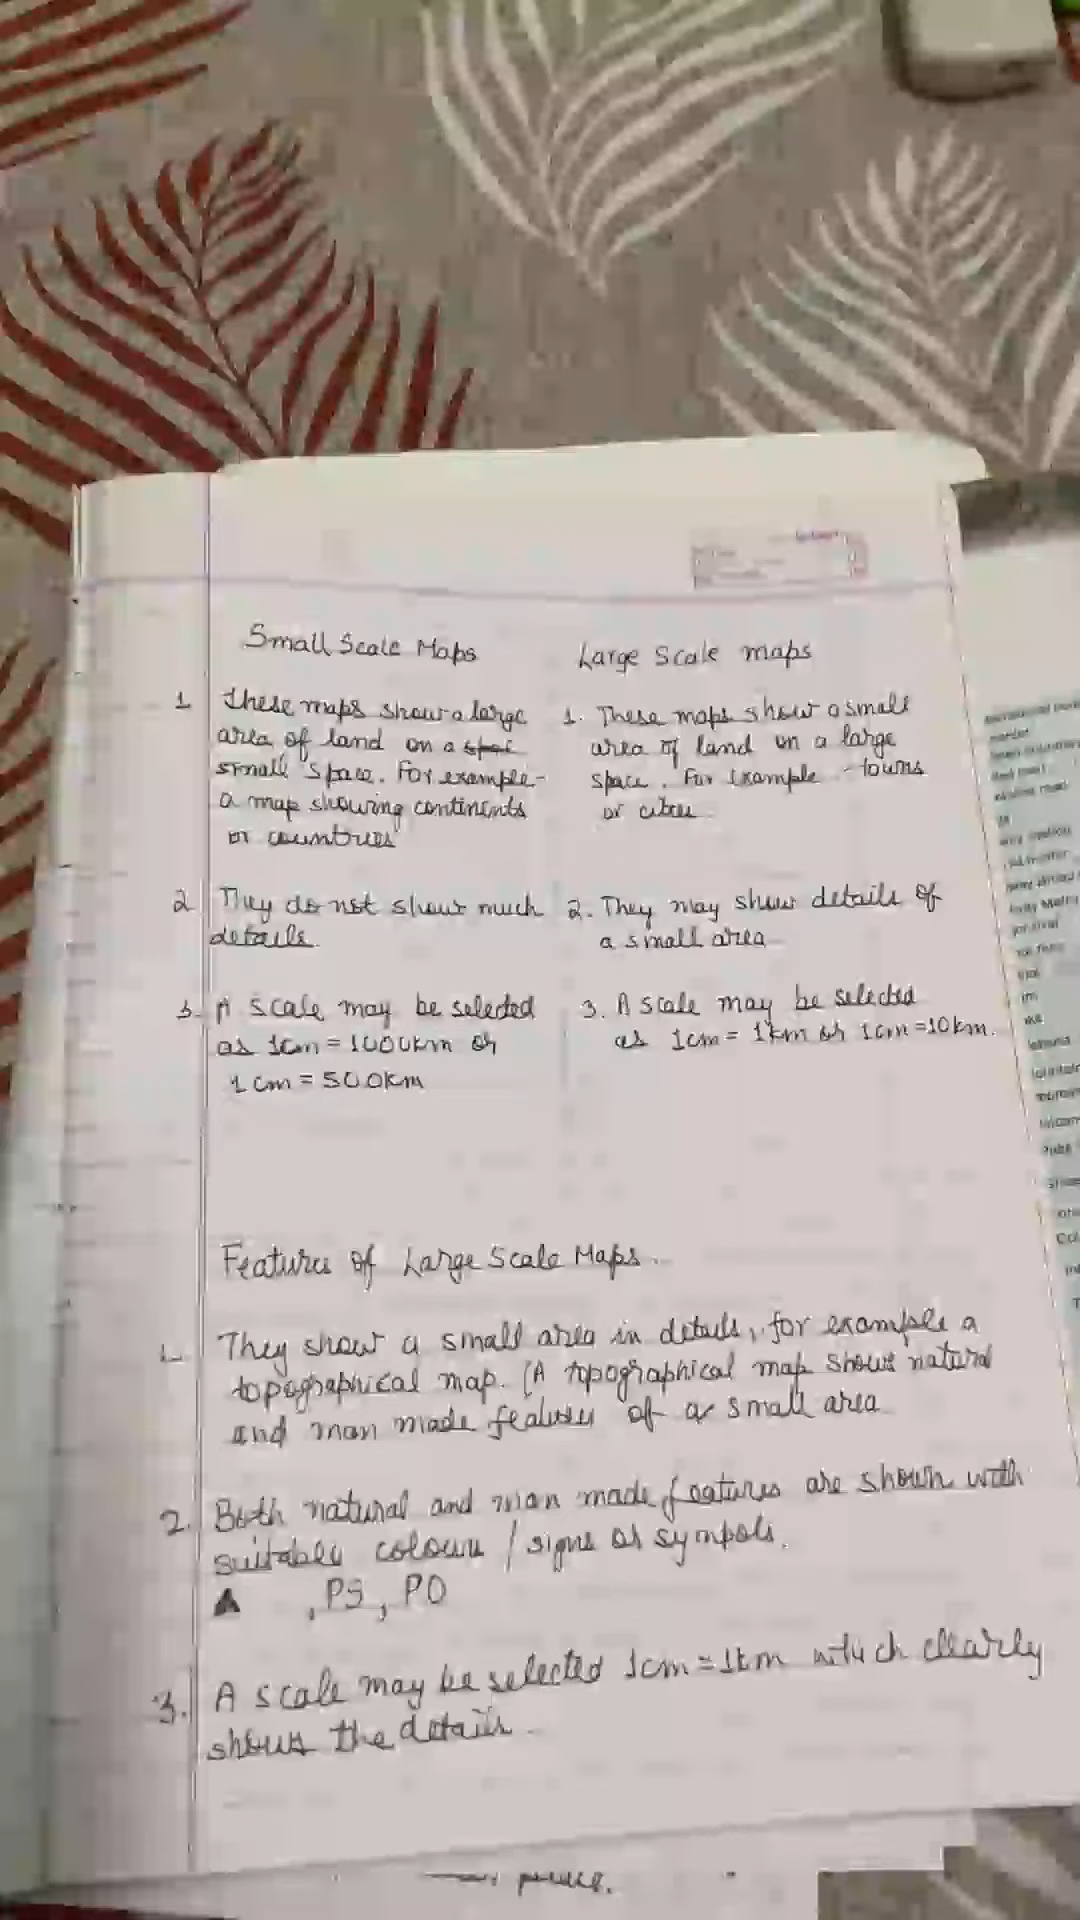 Small Scale Maps
Large Scale maps
1 These maps show a large
area of land on a
small space. For example-
a map showing continents
or countries
1. These maps show a small
area of land on a large
space. For example - towns
or cities
2 They do not show much
details.
2. They may show details of
a small area
3. A scale may be selected
as 1cm = 1000km or
1 cm = 500km
3. A scale may be selected
as 1cm = 1km or 1cm =10km.
Features of Large Scale Maps
1. They show a small area in details, for example a
topographical map. (A topographical map shows natural
and man made features of a small area
2. Both natural and man made features are shown with
suitable colours / signs or symbols.
, PS, PO
3. A scale may be selected 1cm = 1km which clearly
shows the details